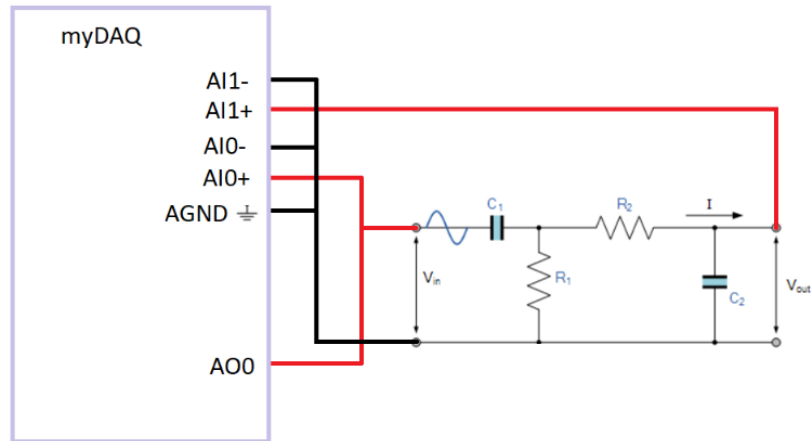 myDAQ
AI1-
AI1+
AI0-
AI0+
AGND
AO0
C1
R2
I
Vin
R1
C2
Vout